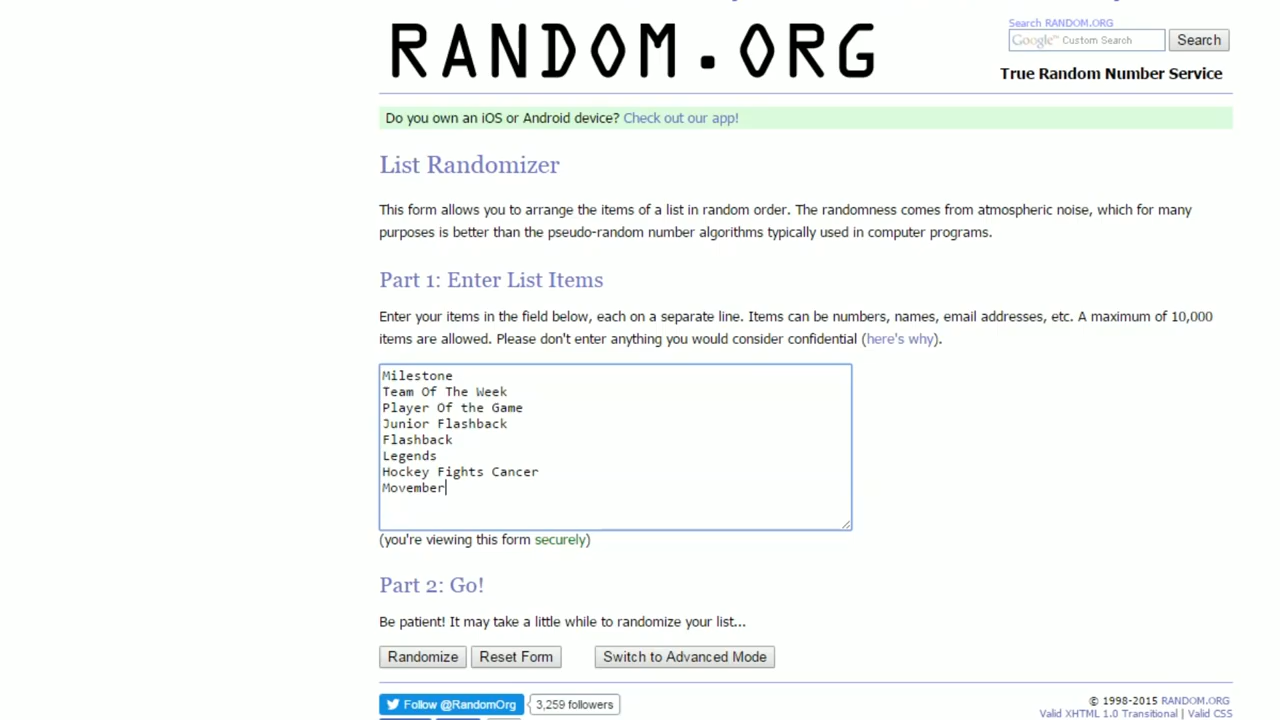 RANDOM.ORG
Search RANDOM.ORG
Google™ Custom Search
Search
True Random Number Service
Do you own an iOS or Android device? Check out our app!
List Randomizer
This form allows you to arrange the items of a list in random order. The randomness comes from atmospheric noise, which for many
purposes is better than the pseudo-random number algorithms typically used in computer programs.
Part 1: Enter List Items
Enter your items in the field below, each on a separate line. Items can be numbers, names, email addresses, etc. A maximum of 10,000
items are allowed. Please don't enter anything you would consider confidential (here's why).
Milestone
Team Of The Week
Player Of the Game
Junior Flashback
Flashback
Legends
Hockey Fights Cancer
Movember
(you're viewing this form securely)
Part 2: Go!
Be patient! It may take a little while to randomize your list...
Randomize Reset Form Switch to Advanced Mode
Follow @RandomOrg 3,259 followers
© 1998-2015 RANDOM.ORG
Valid XHTML 1.0 Transitional | Valid CSS